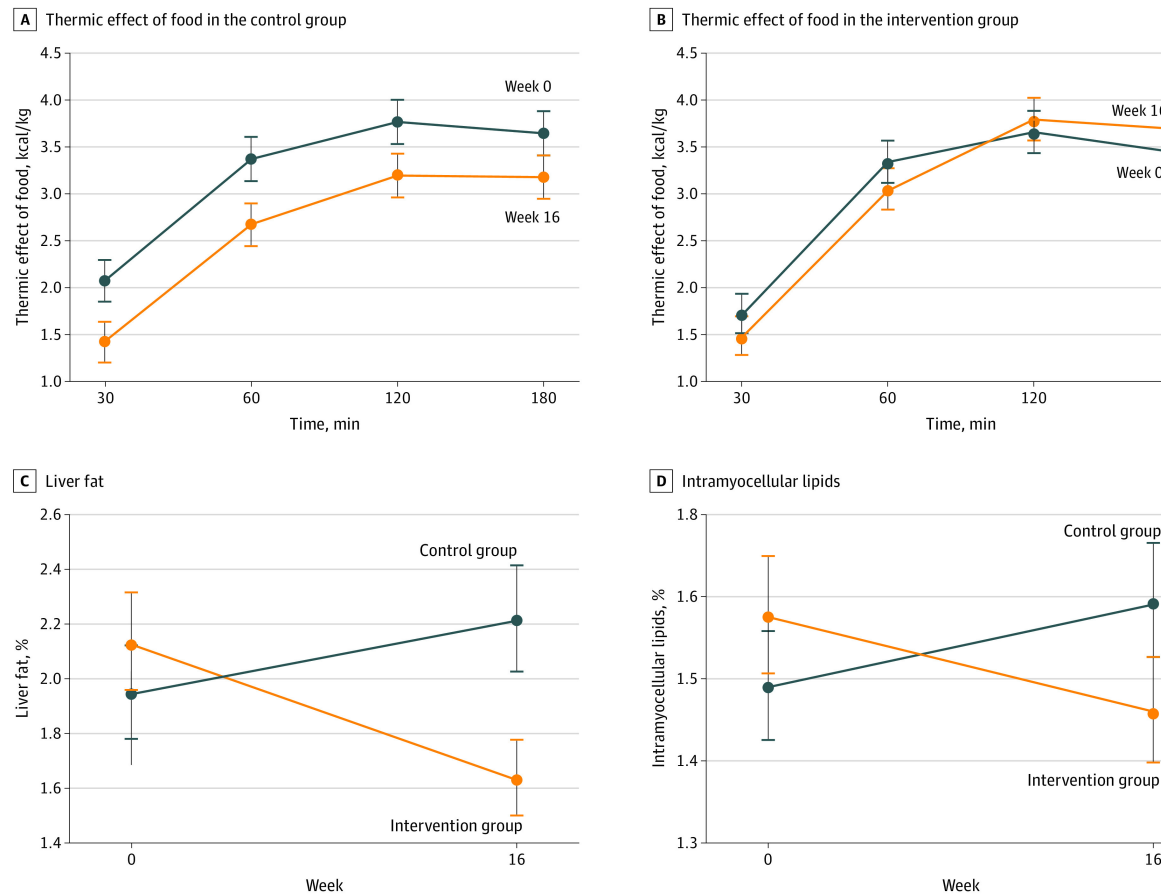 A Thermic effect of food in the control group
Thermic effect of food, kcal/kg
4.5
4.0
3.5
3.0
2.5
2.0
1.5
1.0
Week 0
Week 16
30 60 120 180
Time, min
B Thermic effect of food in the intervention group
Thermic effect of food, kcal/kg
4.5
4.0
3.5
3.0
2.5
2.0
1.5
1.0
Week 1
Week 0
30 60 120
Time, min
C Liver fat
Liver fat, %
2.6
2.4
2.2
2.0
1.8
1.6
1.4
Control group
Intervention group
0 16
Week
D Intramyocellular lipids
Intramyocellular lipids, %
1.8
1.6
1.5
1.4
1.3
Control group
Intervention group
0 16
Week